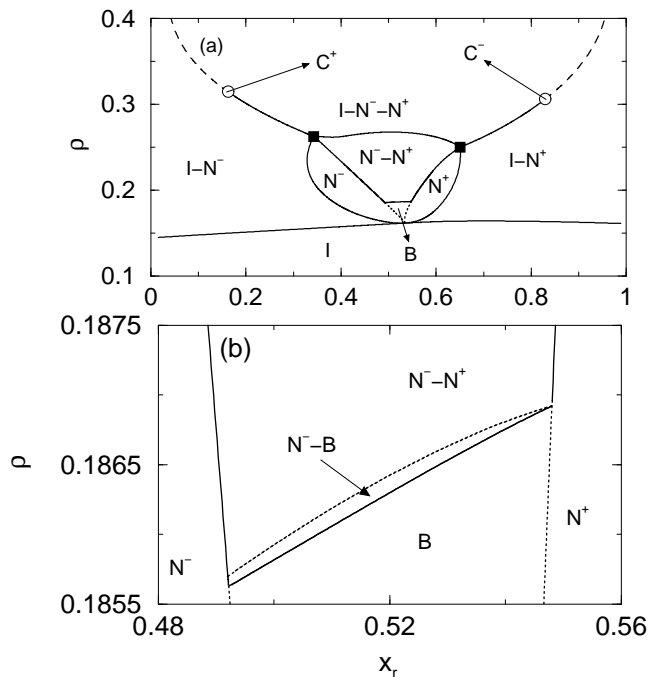 0.4
(a)
C⁺
C⁻
0.3
I−N⁻−N⁺
ρ
N⁻−N⁺
I−N⁻
I−N⁺
0.2
N⁻
N⁺
B
I
0.1
0 0.2 0.4 0.6 0.8 1
0.1875
(b)
N⁻−N⁺
ρ
N⁻−B
0.1865
N⁺
B
N⁻
0.1855
0.48 0.52 0.56
xᵣ